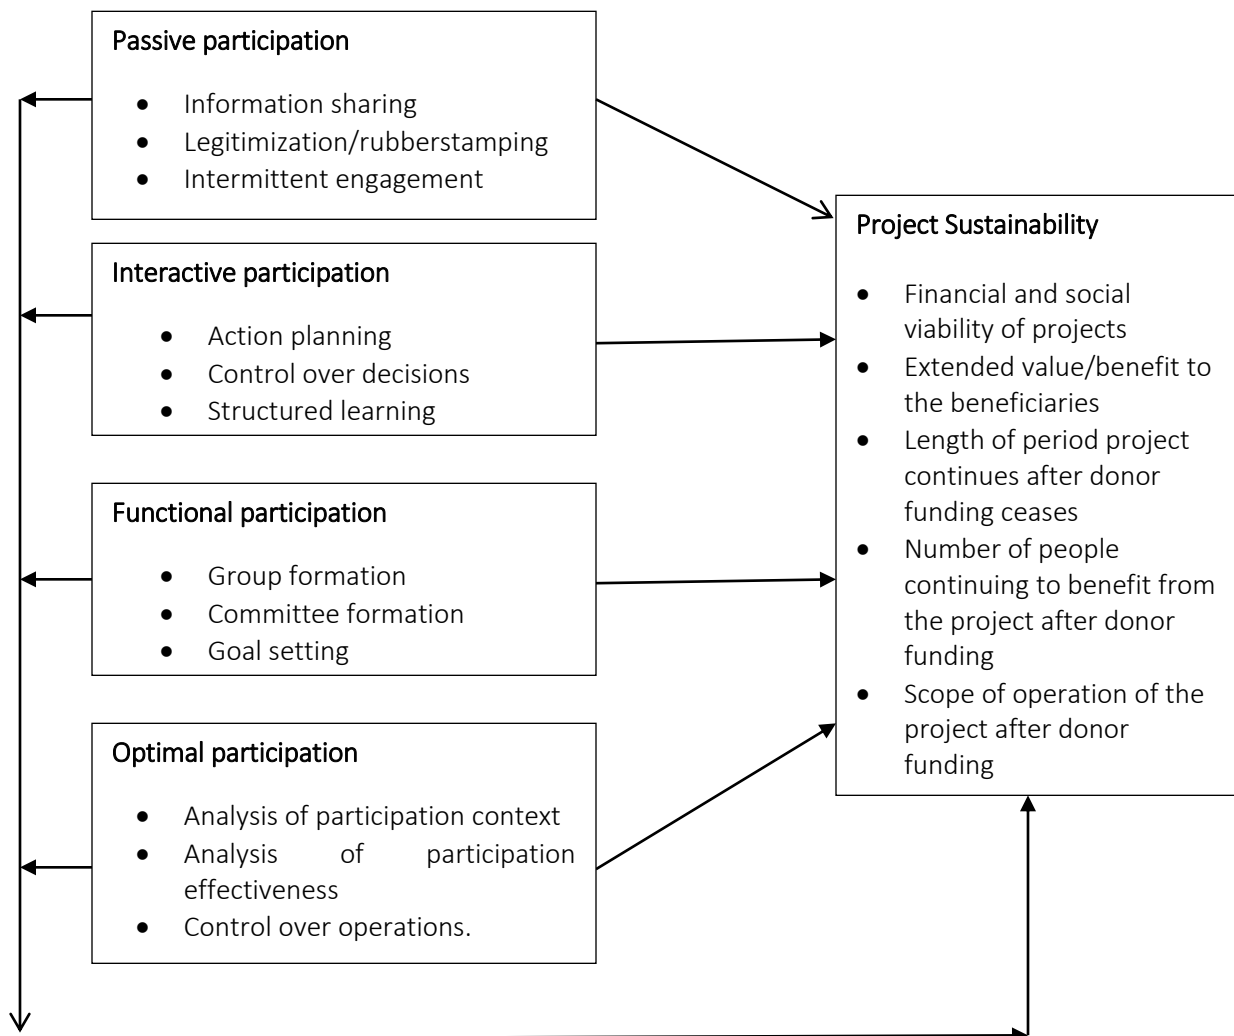 Passive participation
• Information sharing
• Legitimization/rubberstamping
• Intermittent engagement
Interactive participation
• Action planning
• Control over decisions
• Structured learning
Functional participation
• Group formation
• Committee formation
• Goal setting
Optimal participation
• Analysis of participation context
• Analysis of participation
effectiveness
• Control over operations.
Project Sustainability
• Financial and social
viability of projects
• Extended value/benefit to
the beneficiaries
• Length of period project
continues after donor
funding ceases
• Number of people
continuing to benefit from
the project after donor
funding
• Scope of operation of the
project after donor
funding